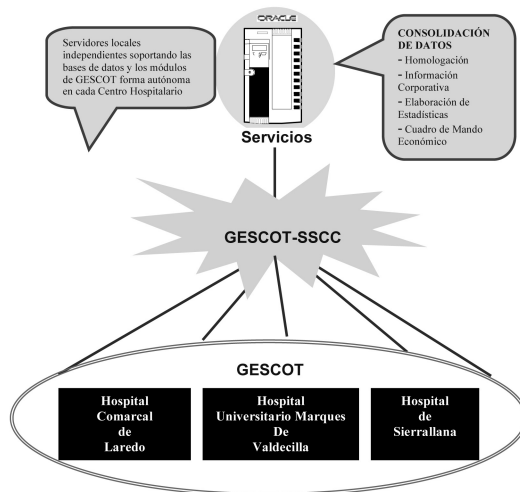 ORACLE
Servidores locales
independientes soportando las
bases de datos y los módulos
de GESCOT forma autónoma
en cada Centro Hospitalario
CONSOLIDACIÓN
DE DATOS
- Homologación
- Información
Corporativa
- Elaboración de
Estadísticas
- Cuadro de Mando
Económico
Servicios
GESCOT-SSCC
GESCOT
Hospital
Comarcal
de
Laredo
Hospital
Universitario Marques
De
Valdecilla
Hospital
de
Sierrallana